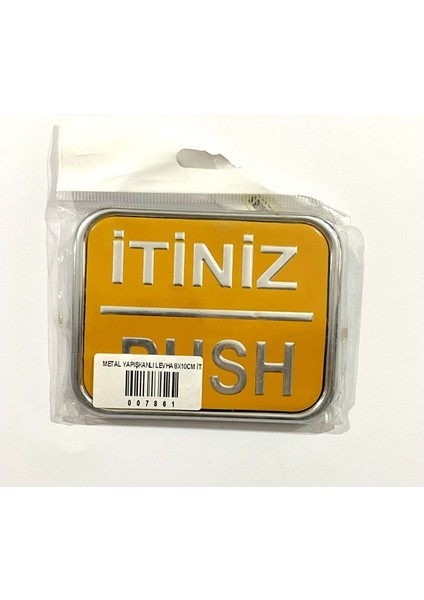 İTİNİZ
PUSH
METAL YAPIŞKANLI LEVHA 8X10CM İT
007861